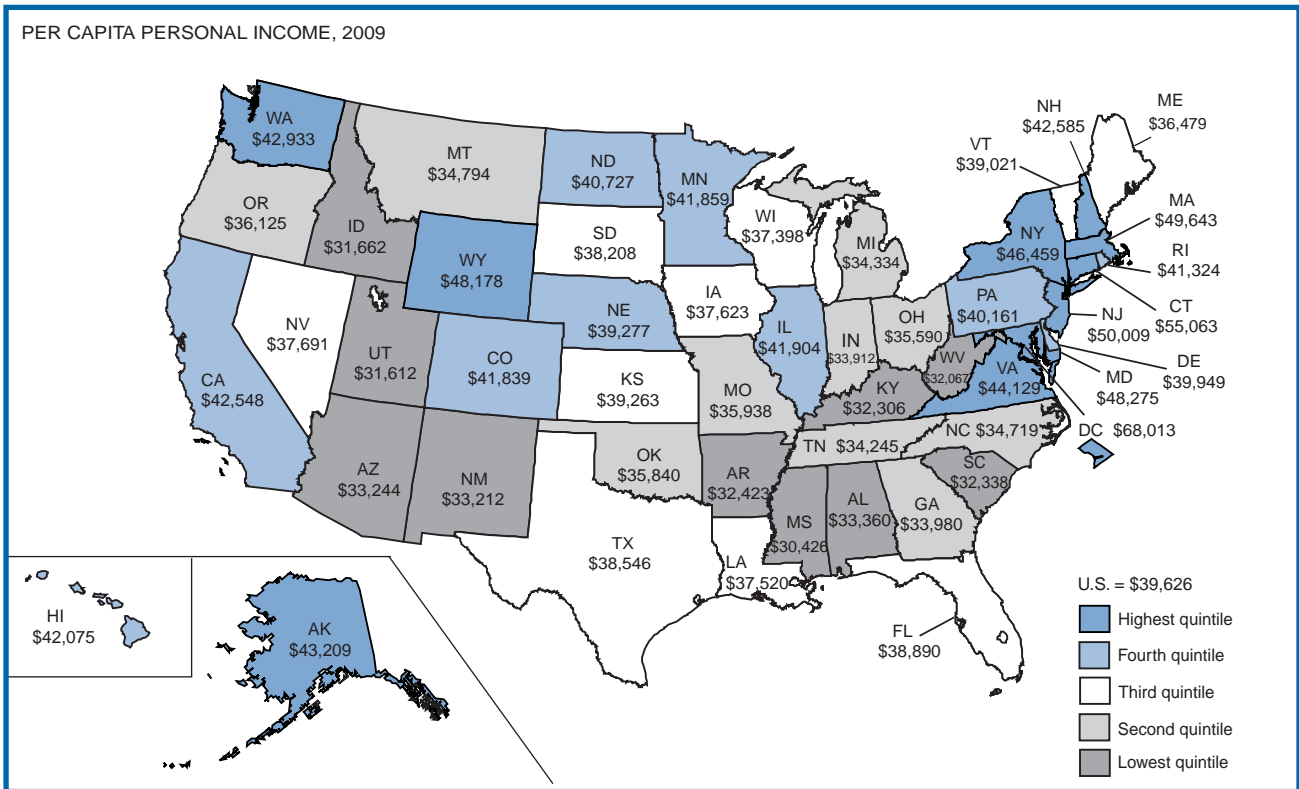 PER CAPITA PERSONAL INCOME, 2009
WA
$42,933
MT
$34,794
ND
$40,727
MN
$41,859
VT
$39,021
NH
$42,585
ME
$36,479
OR
$36,125
ID
$31,662
WY
$48,178
SD
$38,208
WI
$37,398
MI
$34,334
NY
$46,459
MA
$49,643
RI
$41,324
CT
$55,063
NJ
$50,009
DE
$39,949
MD
$48,275
DC $68,013
NV
$37,691
UT
$31,612
CO
$41,839
NE
$39,277
IA
$37,623
IL
$41,904
IN
$33,912
OH
$35,590
PA
$40,161
WV
$32,067
VA
$44,129
CA
$42,548
KS
$39,263
MO
$35,938
KY
$32,306
TN $34,245
NC $34,719
SC
$32,338
AZ
$33,244
NM
$33,212
OK
$35,840
AR
$32,423
MS
$30,426
AL
$33,360
GA
$33,980
TX
$38,546
LA
$37,520
FL
$38,890
HI
$42,075
AK
$43,209
U.S. = $39,626
Highest quintile
Fourth quintile
Third quintile
Second quintile
Lowest quintile